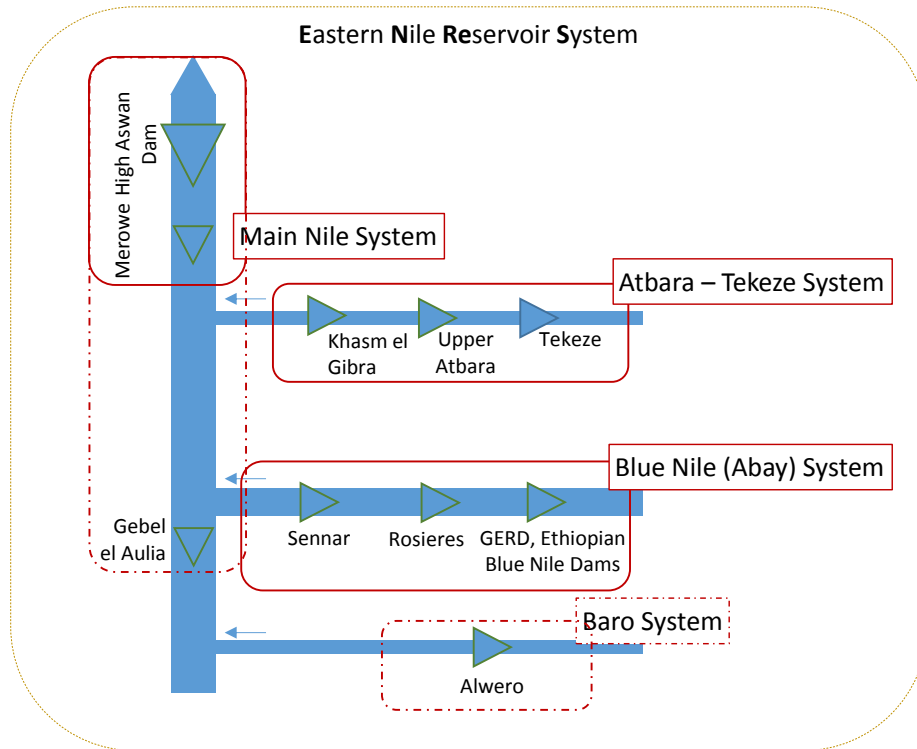 Eastern Nile Reservoir System
Merowe High Aswan
Dam
Main Nile System
Atbara – Tekeze System
Khasm el
Gibra
Upper
Atbara
Tekeze
Blue Nile (Abay) System
Gebel
el Aulia
Sennar
Rosieres
GERD, Ethiopian
Blue Nile Dams
Baro System
Alwero